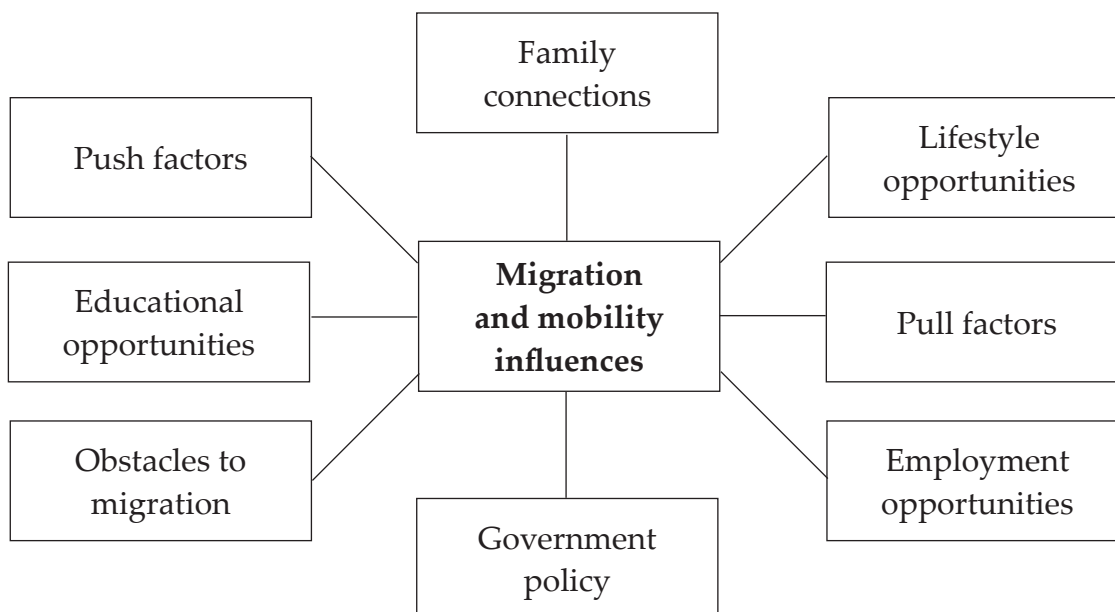 Family
connections
Push factors
Lifestyle
opportunities
Migration
and mobility
influences
Educational
opportunities
Pull factors
Obstacles to
migration
Employment
opportunities
Government
policy